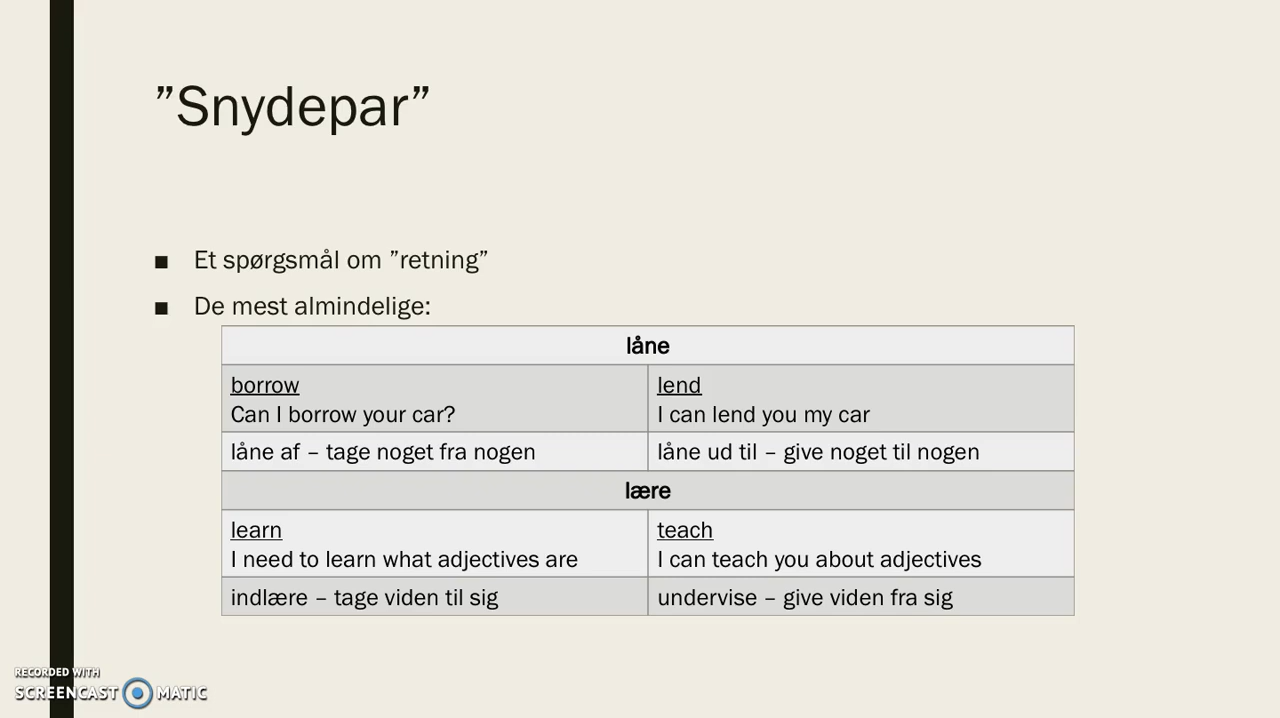 ”Snydepar”
■ Et spørgsmål om ”retning”
■ De mest almindelige:
låne
borrow
Can I borrow your car?
lend
I can lend you my car
låne af – tage noget fra nogen
låne ud til – give noget til nogen
lære
learn
I need to learn what adjectives are
teach
I can teach you about adjectives
indlære – tage viden til sig
undervise – give viden fra sig
RECORDED WITH
SCREENCAST MATIC